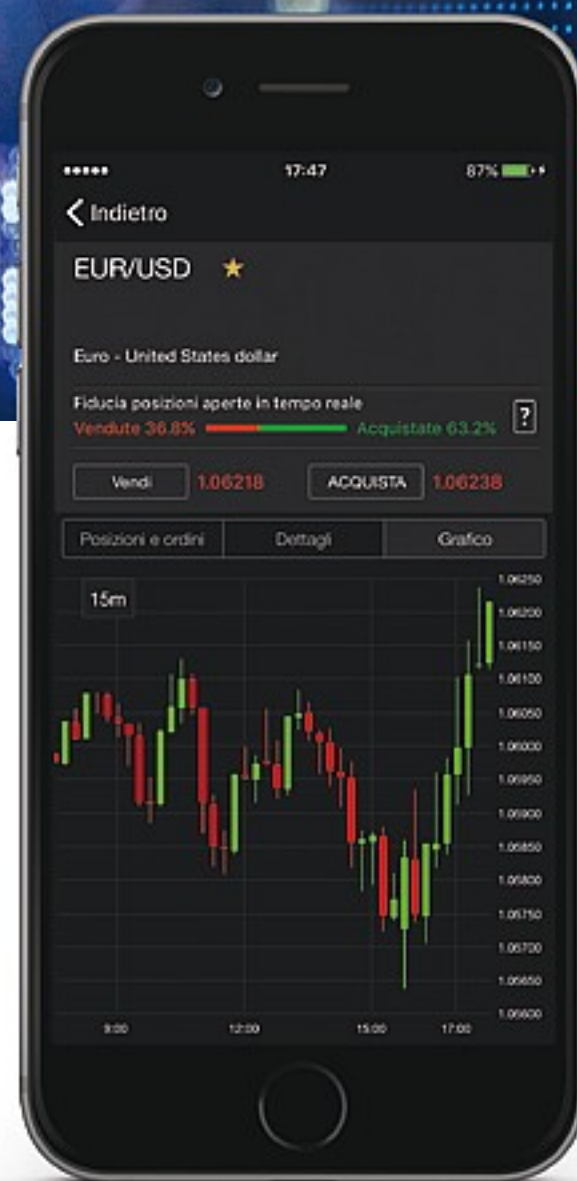 17:47 87%
Indietro
EUR/USD
Euro - United States dollar
Fiducia posizioni aperte in tempo reale
Vendute 36.8% Acquistate 63.2% ?
Vendi 1.06218 ACQUISTA 1.06238
Posizioni e ordini Dettagli Grafico
15m
1.06250
1.06200
1.06150
1.06100
1.06050
1.06000
1.05950
1.05900
1.05850
1.05800
1.05750
1.05700
1.05650
1.05600
9:00 12:00 15:00 17:00